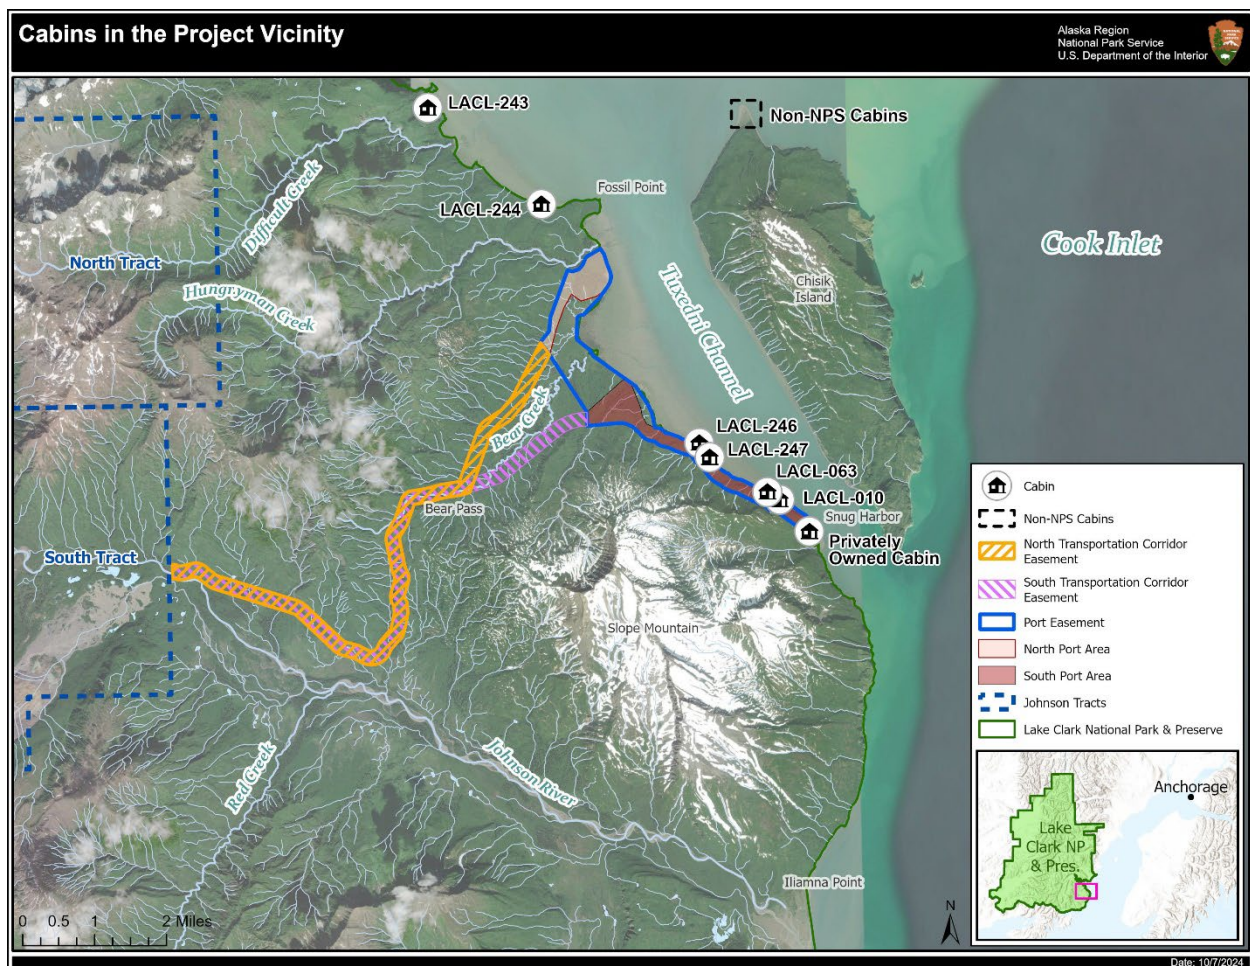 Cabins in the Project Vicinity
Alaska Region
National Park Service
U.S. Department of the Interior
LACL-243
Non-NPS Cabins
Difficult Creek
Fossil Point
LACL-244
North Tract
Cook Inlet
Hungryman Creek
Chisik
Island
Tuxedni Channel
Bear Creek
LACL-246
LACL-247
LACL-063
LACL-010
Bear Pass
Snug Harbor
Privately
Owned Cabin
South Tract
Slope Mountain
Red Creek
Johnson River
Iliamna Point
0 0.5 1 2 Miles
N
Cabin
Non-NPS Cabins
North Transportation Corridor
Easement
South Transportation Corridor
Easement
Port Easement
North Port Area
South Port Area
Johnson Tracts
Lake Clark National Park & Preserve
Anchorage
Lake
Clark NP
& Pres.
Date: 10/7/2024